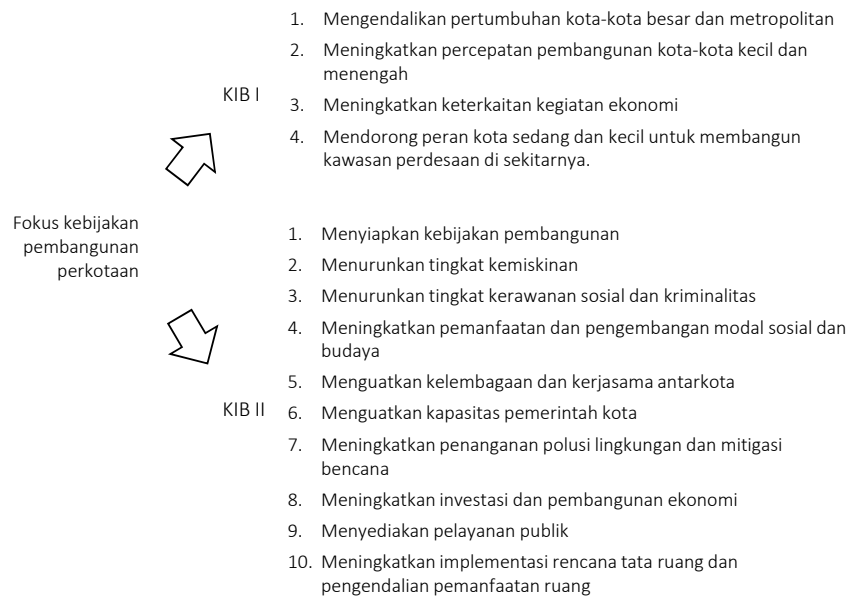 Fokus kebijakan
pembangunan
perkotaan
KIB I
1. Mengendalikan pertumbuhan kota-kota besar dan metropolitan
2. Meningkatkan percepatan pembangunan kota-kota kecil dan
menengah
3. Meningkatkan keterkaitan kegiatan ekonomi
4. Mendorong peran kota sedang dan kecil untuk membangun
kawasan perdesaan di sekitarnya.
KIB II
1. Menyiapkan kebijakan pembangunan
2. Menurunkan tingkat kemiskinan
3. Menurunkan tingkat kerawanan sosial dan kriminalitas
4. Meningkatkan pemanfaatan dan pengembangan modal sosial dan
budaya
5. Menguatkan kelembagaan dan kerjasama antarkota
6. Menguatkan kapasitas pemerintah kota
7. Meningkatkan penanganan polusi lingkungan dan mitigasi
bencana
8. Meningkatkan investasi dan pembangunan ekonomi
9. Menyediakan pelayanan publik
10. Meningkatkan implementasi rencana tata ruang dan
pengendalian pemanfaatan ruang